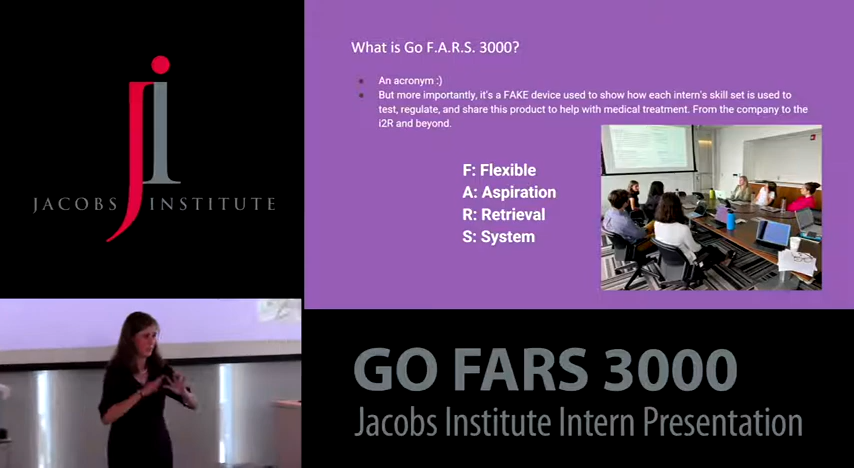 JACOBS INSTITUTE
What is Go F.A.R.S. 3000?
An acronym :)
But more importantly, it's a FAKE device used to show how each intern's skill set is used to
test, regulate, and share this product to help with medical treatment. From the company to the
i2R and beyond.
F: Flexible
A: Aspiration
R: Retrieval
S: System
GO FARS 3000
Jacobs Institute Intern Presentation